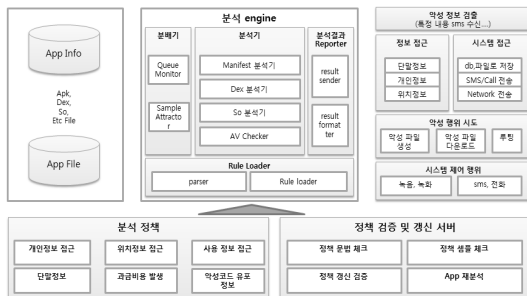 App Info
Apk,
Dex,
So,
Etc File
App File
분석 engine
분배기
Queue
Monitor
Sample
Attracto
r
분석기
Manifest 분석기
Dex 분석기
So 분석기
AV Checker
분석결과
Reporter
result
sender
result
format
ter
Rule Loader
parser
Rule loader
악성 정보 검출
(특정 내용 sms 수신....)
정보 접근
단말정보
개인정보
위치정보
시스템 접근
db,파일로 저장
SMS/Call 전송
Network 전송
악성 행위 시도
악성 파일
생성
악성 파일
다운로드
루팅
시스템 제어 행위
녹음, 녹화
sms, 전화
분석 정책
개인정보 접근
위치정보 접근
사용 정보 접근
단말정보
과금비용 발생
악성코드 유포
정보
정책 검증 및 갱신 서버
정책 문법 체크
정책 샘플 체크
정책 갱신 검증
App 재분석